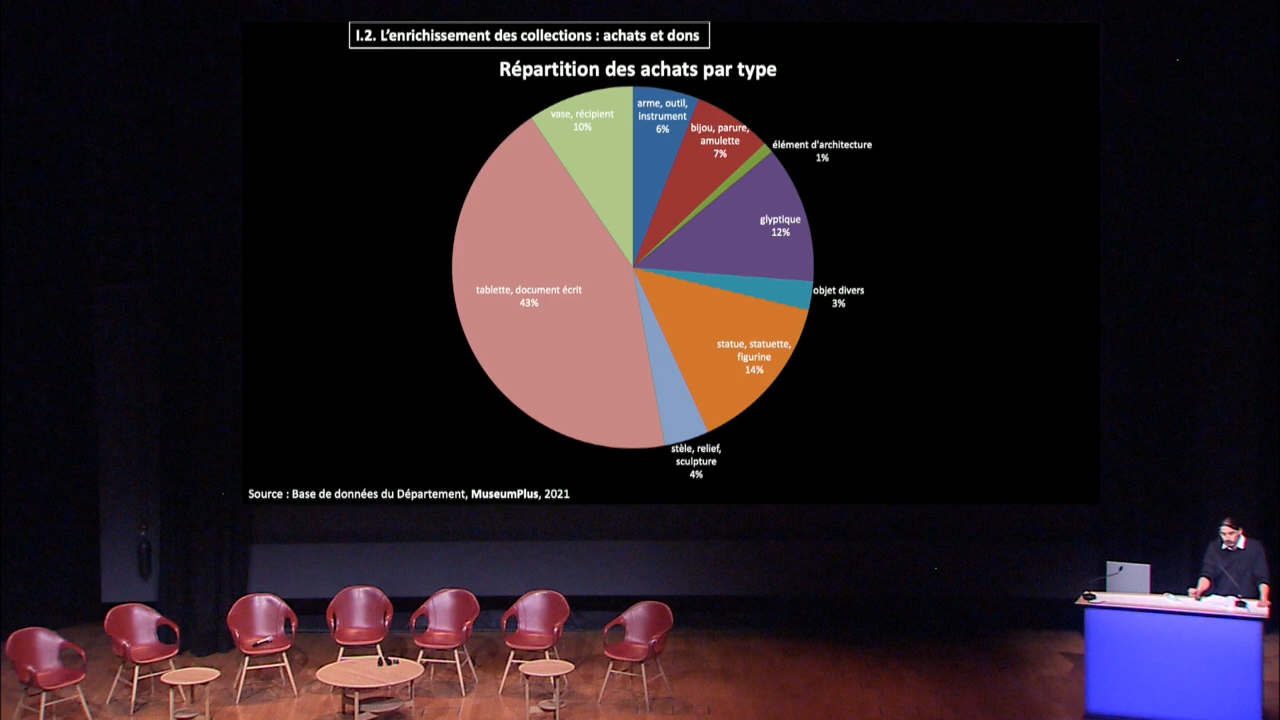 I.2. L'enrichissement des collections : achats et dons
Répartition des achats par type
vase, récipient
10%
arme, outil,
instrument
6%
bijou, parure,
amulette
7%
élément d'architecture
1%
glyptique
12%
objet divers
3%
tablette, document écrit
43%
statue, statuette,
figurine
14%
stèle, relief,
sculpture
4%
Source : Base de données du Département, MuseumPlus, 2021